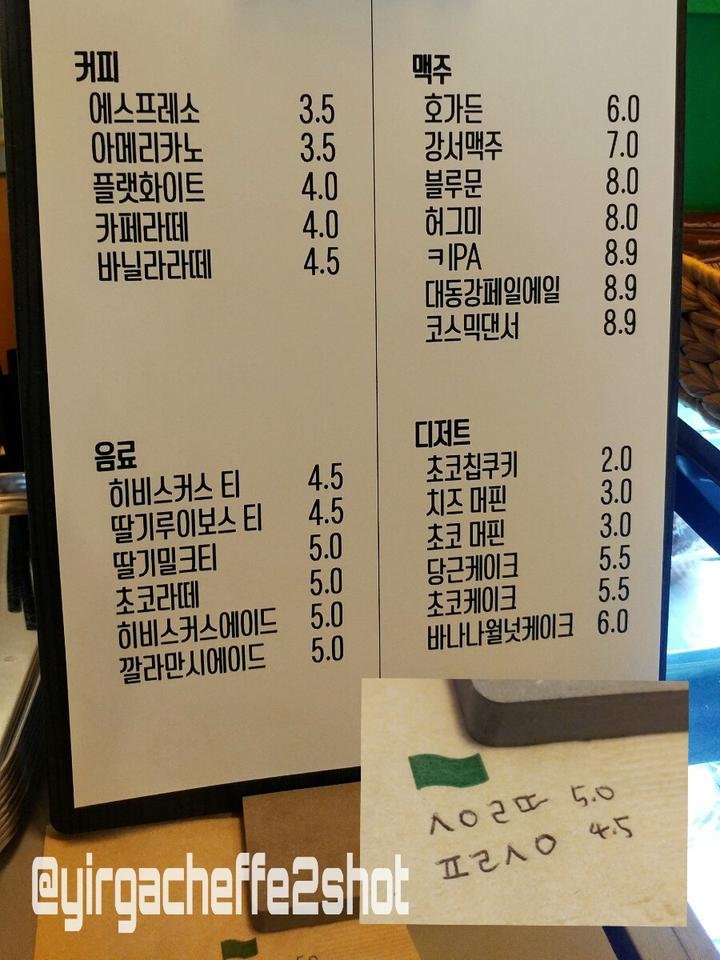 커피
에스프레소 3.5
아메리카노 3.5
플랫화이트 4.0
카페라떼 4.0
바닐라라떼 4.5
음료
히비스커스 티 4.5
딸기루이보스 티 4.5
딸기밀크티 5.0
초코라떼 5.0
히비스커스에이드 5.0
깔라만시에이드 5.0
맥주
호가든 6.0
강서맥주 7.0
블루문 8.0
허그미 8.0
ㅋIPA 8.9
대동강페일에일 8.9
코스믹댄서 8.9
디저트
초코칩쿠키 2.0
치즈 머핀 3.0
초코 머핀 3.0
당근케이크 5.5
초코케이크 5.5
바나나월넛케이크 6.0
ㅅㅇㄹㄸ 5.0
ㅍㄹㅅㅇ 4.5
@yirgacheffe2shot